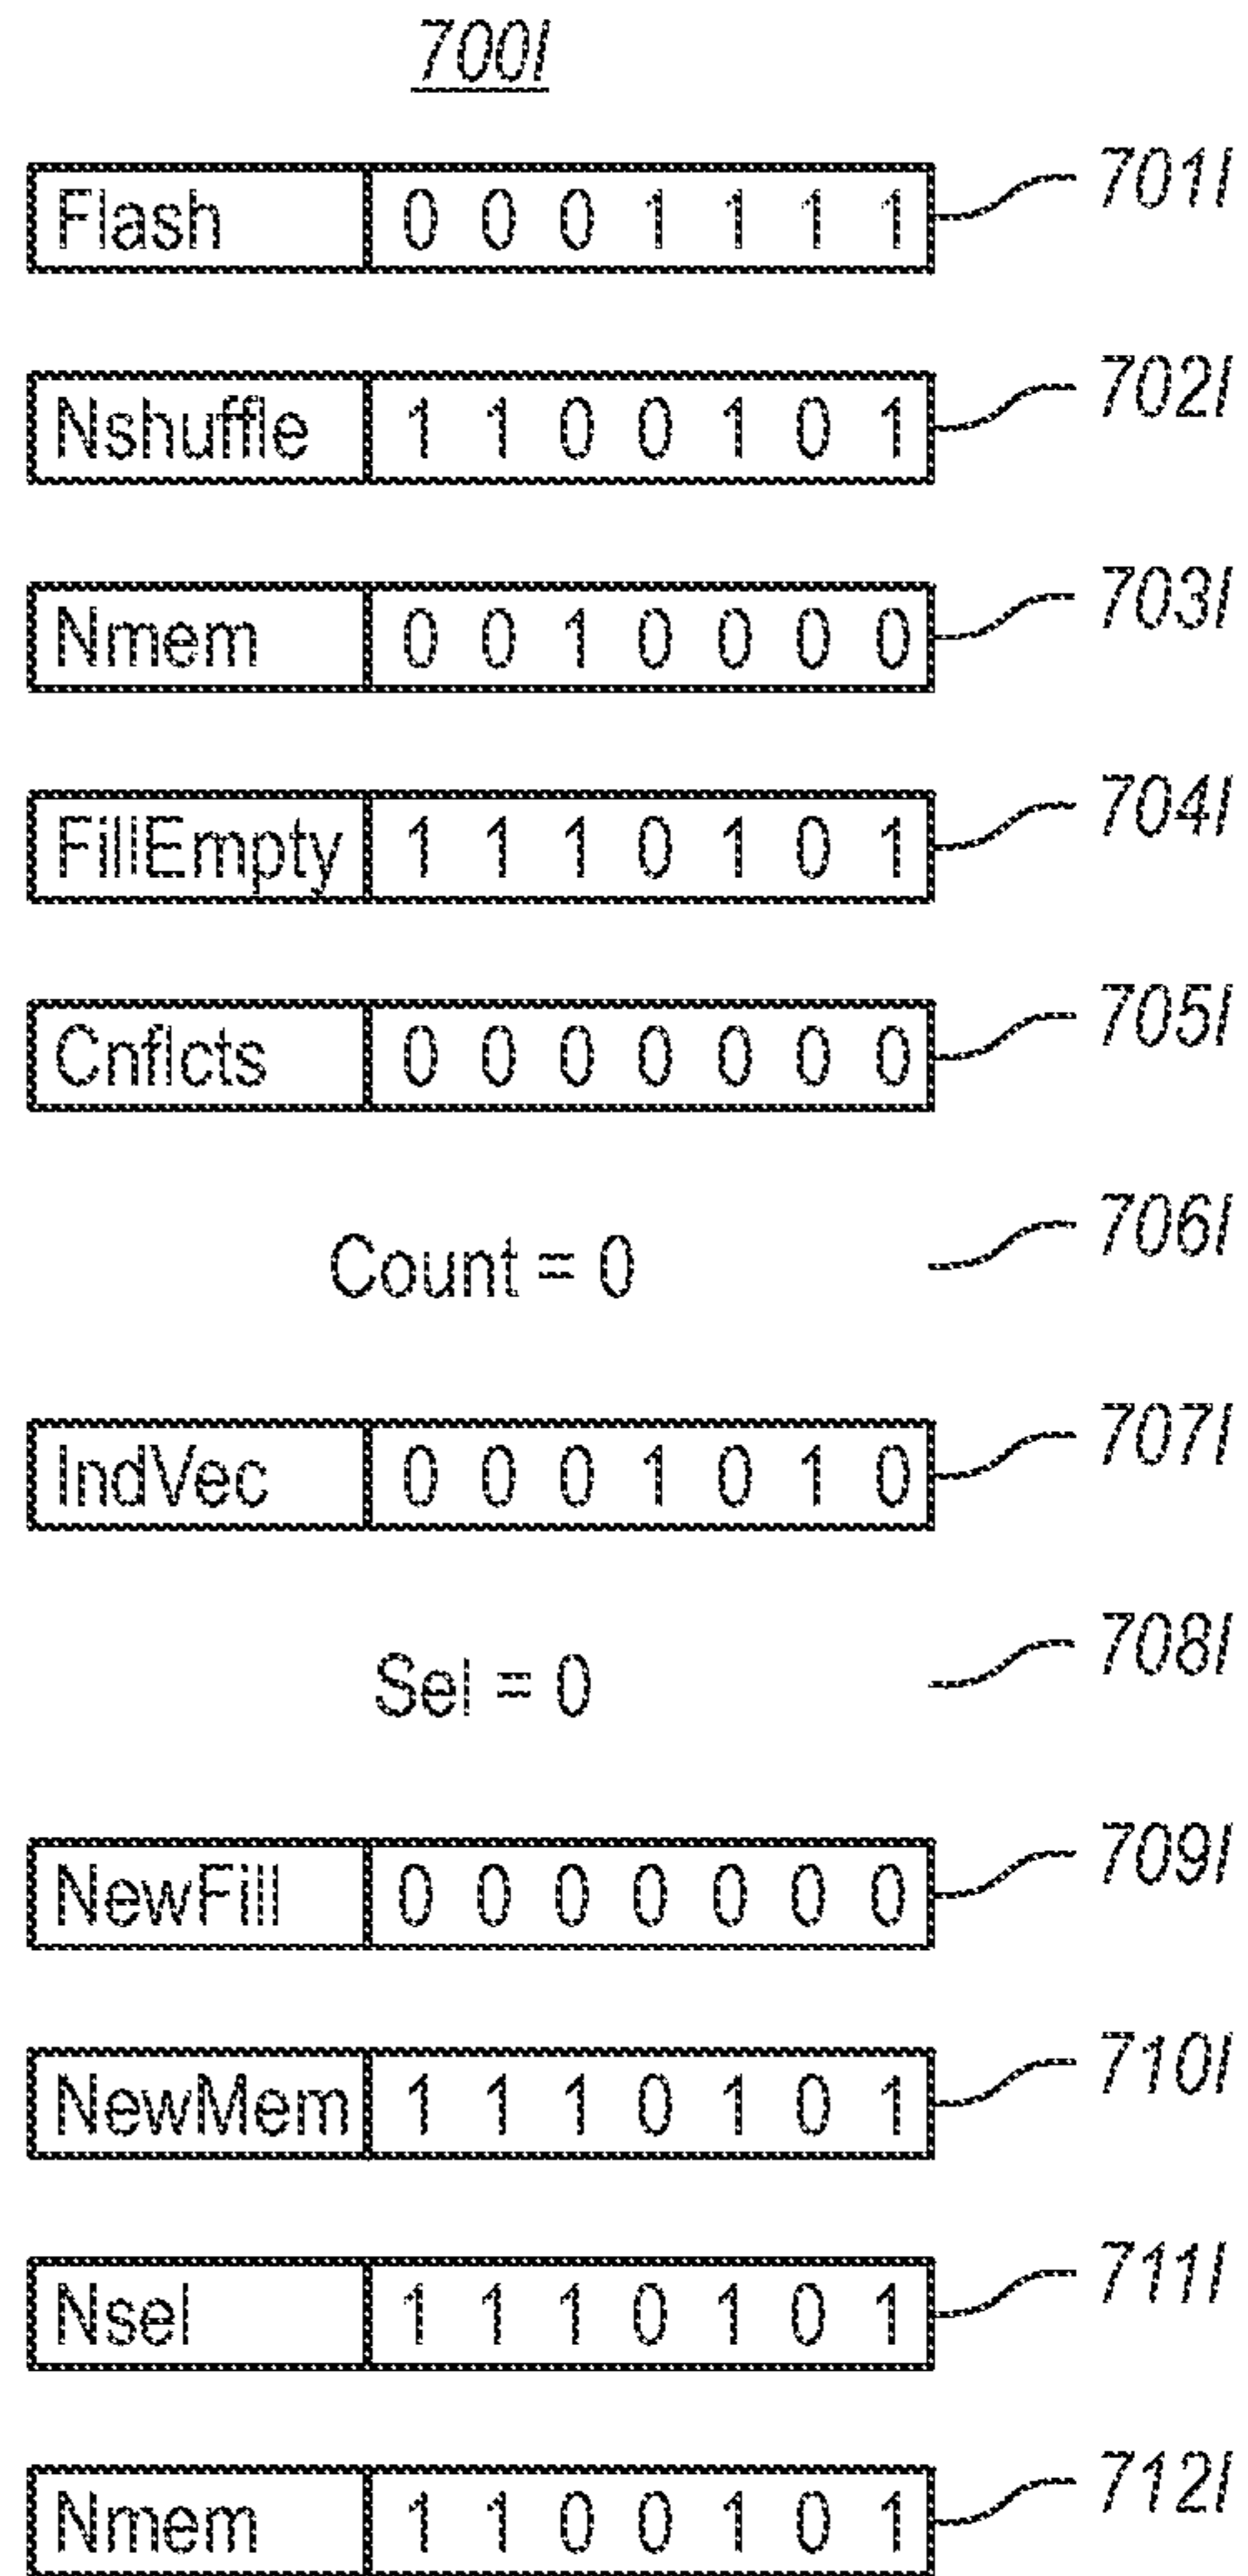 700I
Flash 0 0 0 1 1 1 1 701I
Nshuffle 1 1 0 0 1 0 1 702I
Nmem 0 0 1 0 0 0 0 703I
FillEmpty 1 1 1 0 1 0 1 704I
Cnflcts 0 0 0 0 0 0 0 705I
Count = 0 706I
IndVec 0 0 0 1 0 1 0 707I
Sel = 0 708I
NewFill 0 0 0 0 0 0 0 709I
NewMem 1 1 1 0 1 0 1 710I
Nsel 1 1 1 0 1 0 1 711I
Nmem 1 1 0 0 1 0 1 712I